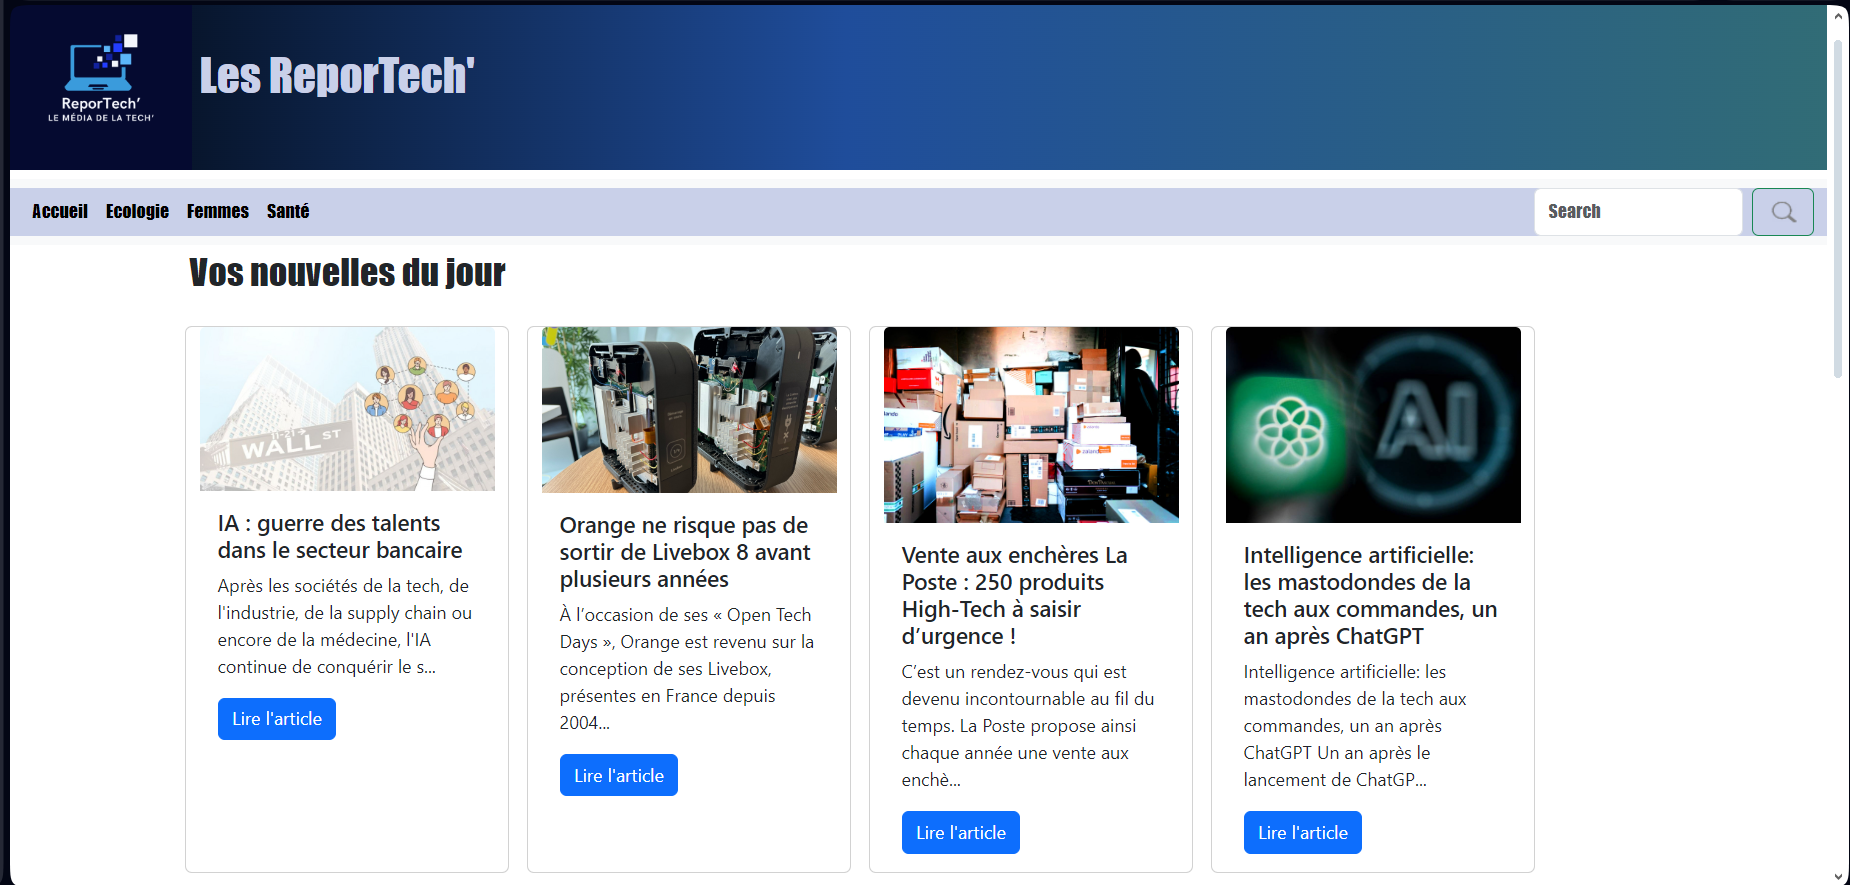 ReporTech'
LE MÉDIA DE LA TECH'
Les ReporTech'
Accueil Ecologie Femmes Santé
Search
Vos nouvelles du jour
WALL ST
AI
IA : guerre des talents
dans le secteur bancaire
Après les sociétés de la tech, de
l'industrie, de la supply chain ou
encore de la médecine, l'IA
continue de conquérir le s...
Lire l'article
Orange ne risque pas de
sortir de Livebox 8 avant
plusieurs années
À l’occasion de ses « Open Tech
Days », Orange est revenu sur la
conception de ses Livebox,
présentes en France depuis
2004...
Lire l'article
Vente aux enchères La
Poste : 250 produits
High-Tech à saisir
d’urgence !
C’est un rendez-vous qui est
devenu incontournable au fil du
temps. La Poste propose ainsi
chaque année une vente aux
enchè...
Lire l'article
Intelligence artificielle:
les mastodondes de la
tech aux commandes, un
an après ChatGPT
Intelligence artificielle: les
mastodondes de la tech aux
commandes, un an après
ChatGPT Un an après le
lancement de ChatGP...
Lire l'article